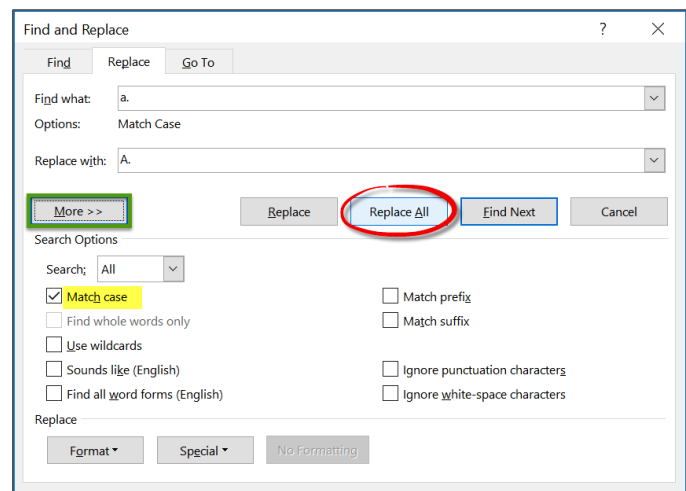 Find and Replace ?
Find Replace Go To
Find what: a.
Options: Match Case
Replace with: A.
More >> Replace Replace All Find Next Cancel
Search Options
Search; All
Match case Match prefix
Find whole words only Match suffix
Use wildcards
Sounds like (English) Ignore punctuation characters
Find all word forms (English) Ignore white-space characters
Replace
Format Special No Formatting